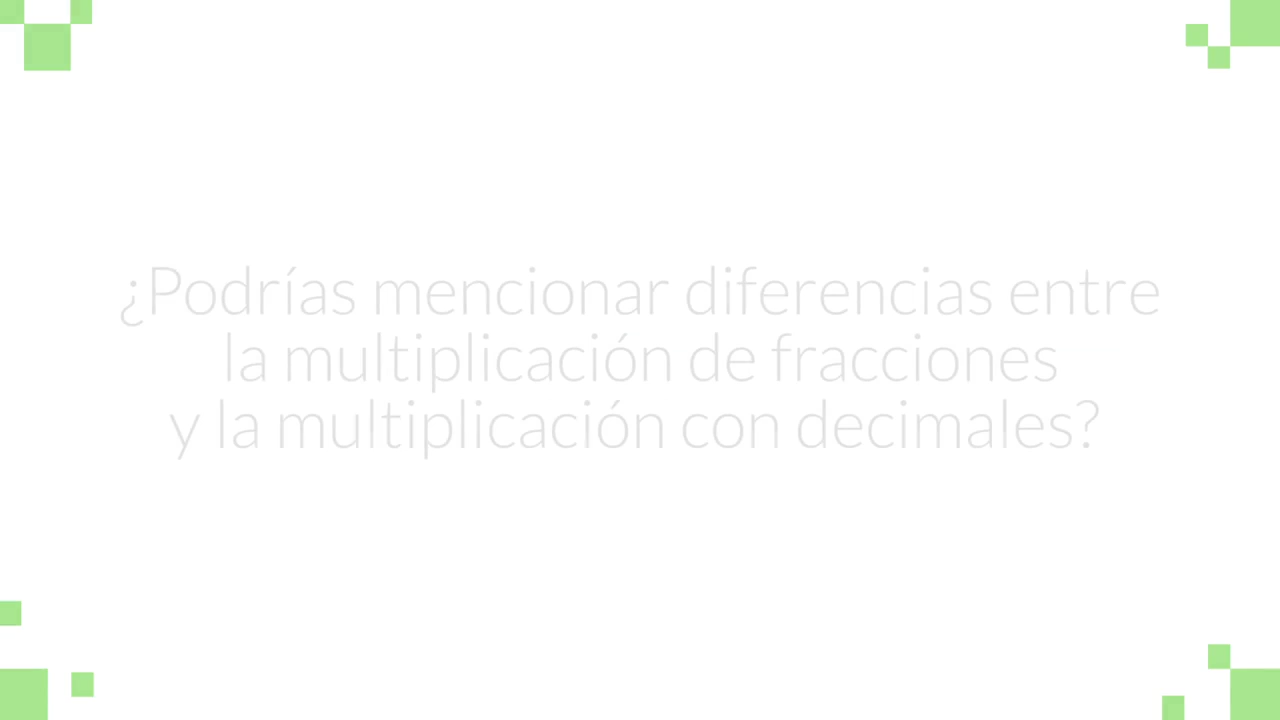 ¿Podrías mencionar diferencias entre
la multiplicación de fracciones
y la multiplicación con decimales?